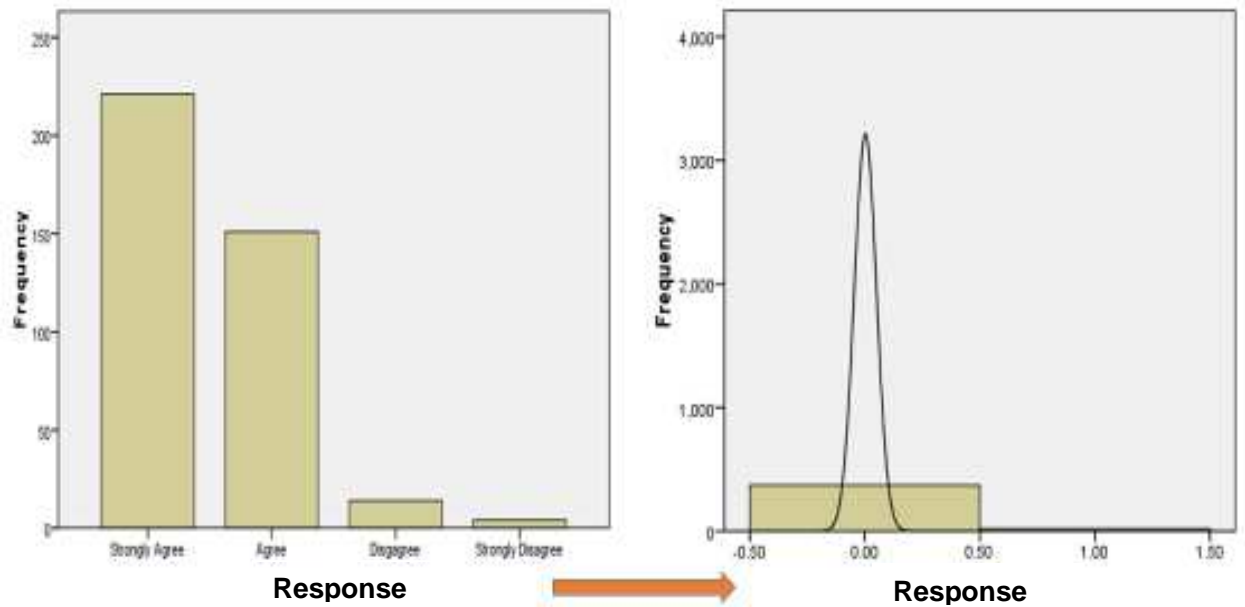 250
200
150
100
50
0
Frequency
Strongly Agree Agree Disgagree Strongly Disagree
Response
4,000
3,000
2,000
1,000
0
Frequency
-0.50 0.00 0.50 1.00 1.50
Response